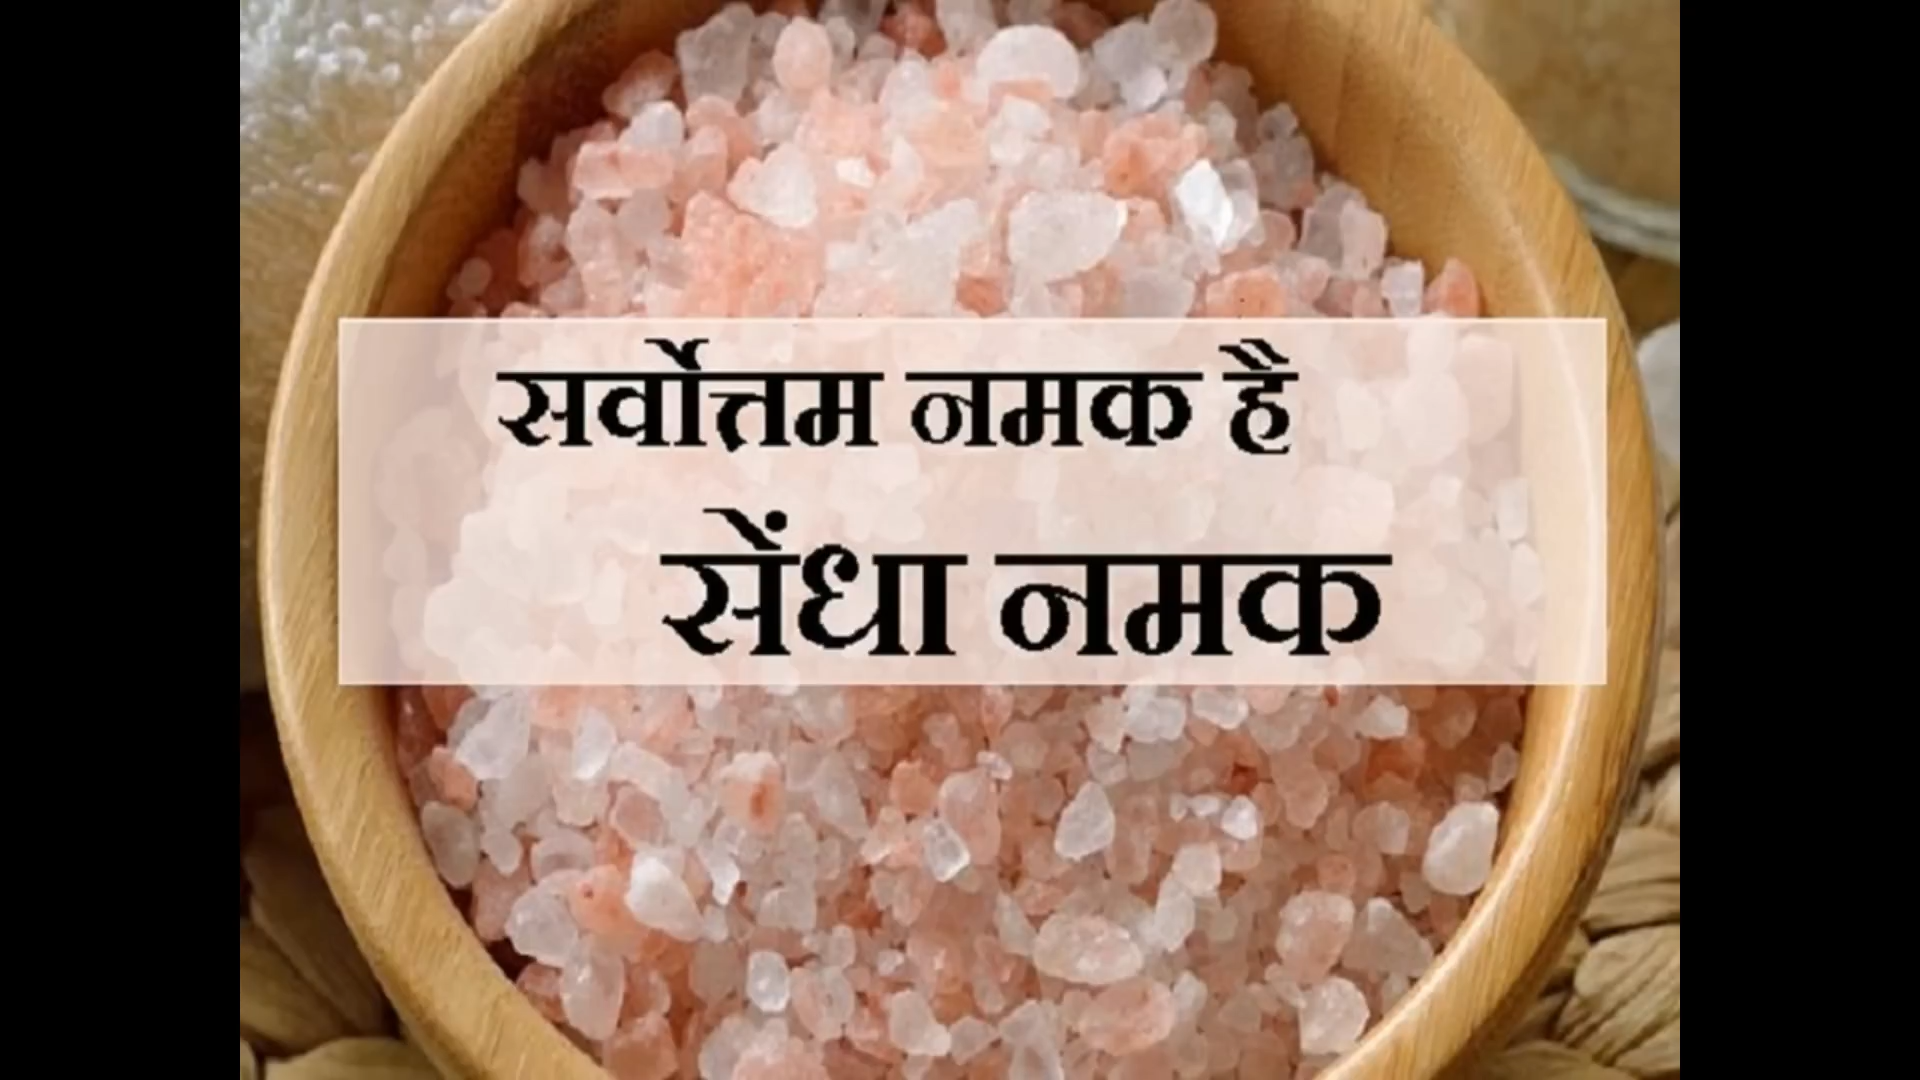 सर्वोत्तम नमक है
सेंधा नमक